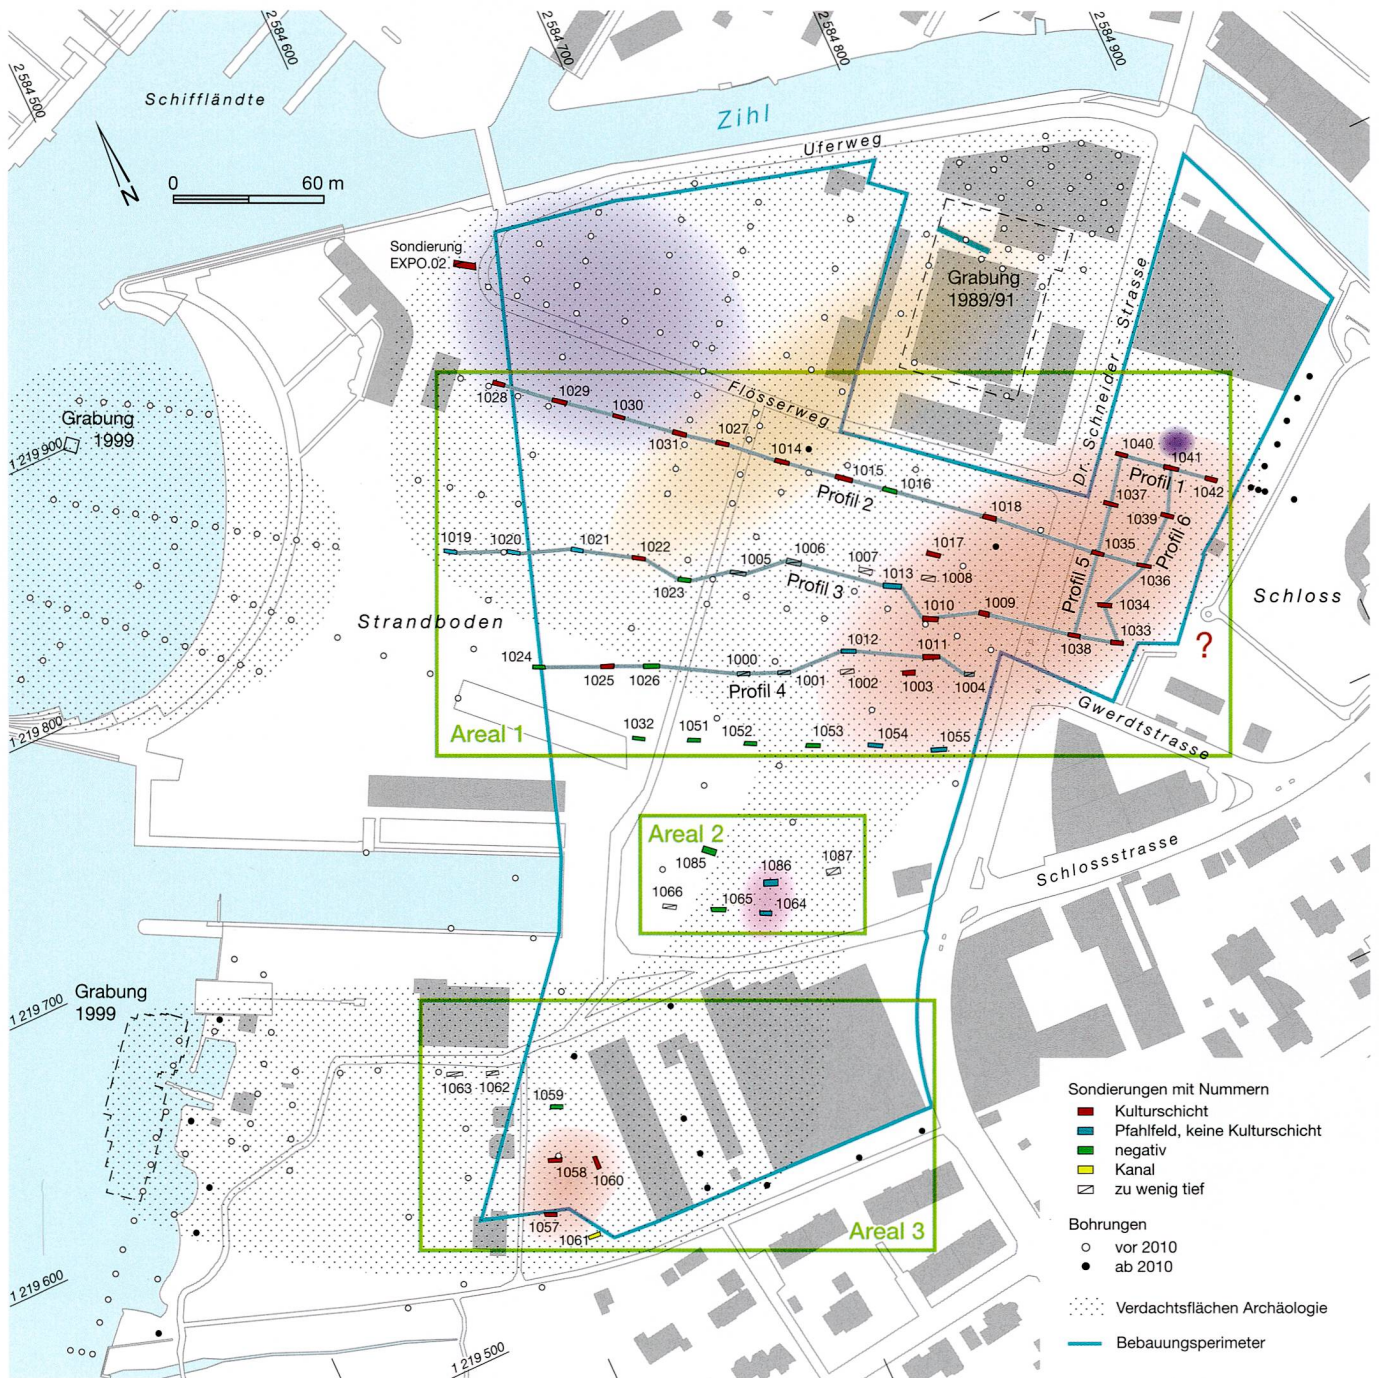 2 584 500
2 584 600
2 584 700
2 584 800
2 584 900
Schiffländte
Zihl
Uferweg
N
0 60 m
Sondierung
EXPO.02
Grabung
1989/91
Dr. Schneider - Strasse
Flösserweg
Grabung
1999
1 219 900
1028
1029
1030
1031
1027
1014
1015
1016
Profil 2
1018
1040
1041
1042
Profil 1
1037
1039
Profil 6
1035
1036
Profil 5
1034
1033
1038
1019
1020
1021
1022
1023
1005
1006
Profil 3
1007
1008
1013
1017
1010
1009
Schloss
?
Strandboden
1024
1025
1026
1000
Profil 4
1001
1012
1002
1011
1003
1004
Gwerdtstrasse
1 219 800
Areal 1
1032
1051
1052
1053
1054
1055
Areal 2
1085
1086
1087
1066
1065
1064
Schlossstrasse
Grabung
1999
1 219 700
1063
1062
1059
1058
1060
1057
1061
Areal 3
1 219 600
1 219 500
Sondierungen mit Nummern
Kulturschicht
Pfahlfeld, keine Kulturschicht
negativ
Kanal
zu wenig tief
Bohrungen
vor 2010
ab 2010
Verdachtsflächen Archäologie
Bebauungsperimeter